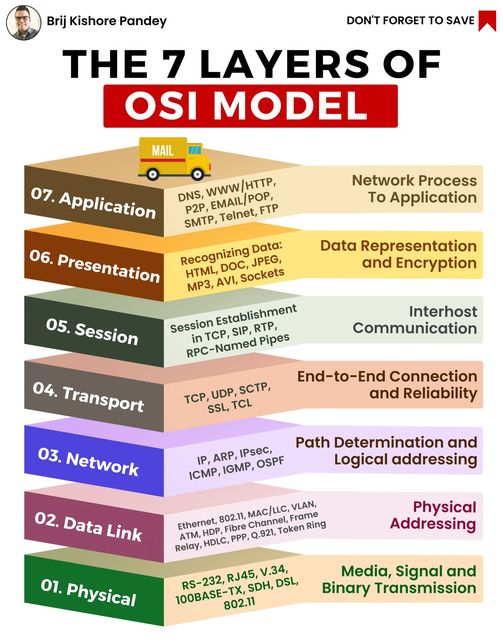 Brij Kishore Pandey
DON'T FORGET TO SAVE
THE 7 LAYERS OF
OSI MODEL
MAIL
07. Application
DNS, WWW/HTTP,
P2P, EMAIL/POP,
SMTP, Telnet, FTP
Network Process
To Application
06. Presentation
Recognizing Data:
HTML, DOC, JPEG,
MP3, AVI, Sockets
Data Representation
and Encryption
05. Session
Session Establishment
in TCP, SIP, RTP,
RPC-Named Pipes
Interhost
Communication
04. Transport
TCP, UDP, SCTP,
SSL, TCL
End-to-End Connection
and Reliability
03. Network
IP, ARP, IPsec,
ICMP, IGMP, OSPF
Path Determination and
Logical addressing
02. Data Link
Ethernet, 802.11, MAC/LLC, VLAN,
ATM, HDP, Fibre Channel, Frame
Relay, HDLC, PPP, Q.921, Token Ring
Physical
Addressing
01. Physical
RS-232, RJ45, V.34,
100BASE-TX, SDH, DSL,
802.11
Media, Signal and
Binary Transmission